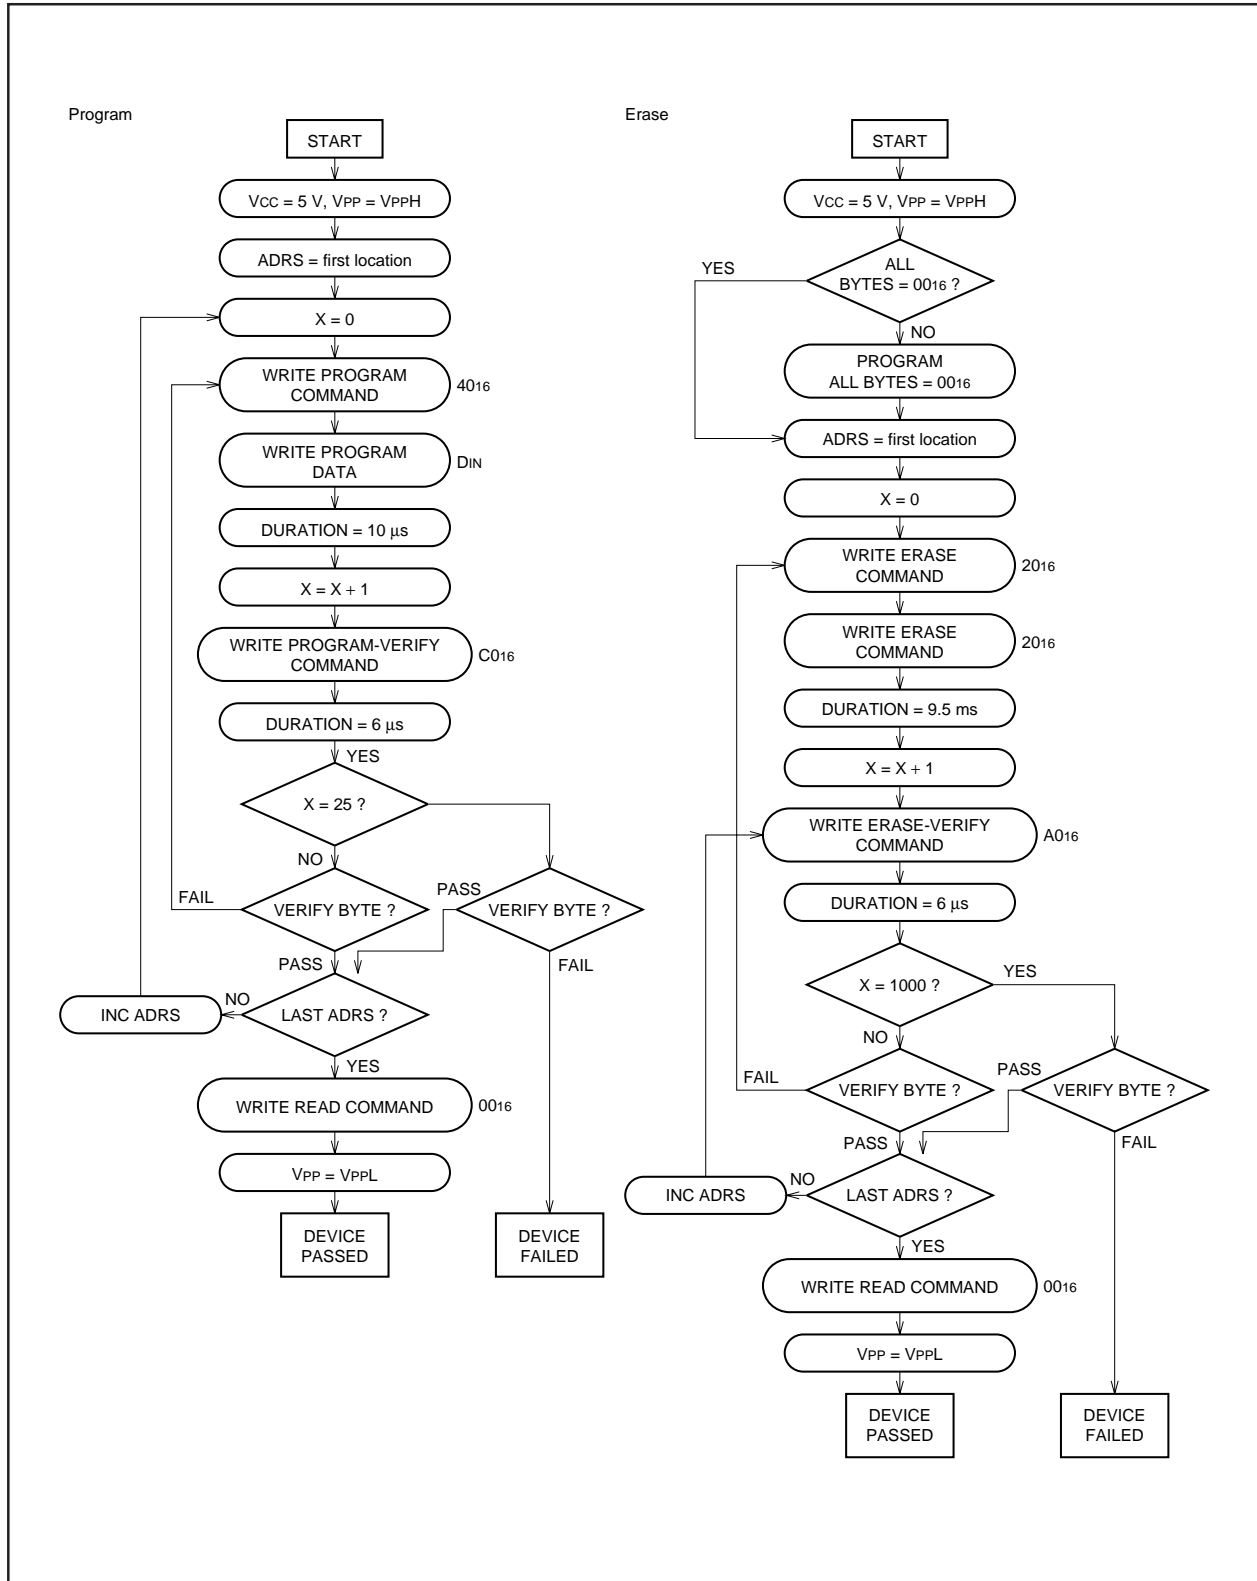 Program
START
VCC = 5 V, VPP = VPPH
ADRS = first location
X = 0
WRITE PROGRAM
COMMAND
4016
WRITE PROGRAM
DATA
DIN
DURATION = 10 µs
X = X + 1
WRITE PROGRAM-VERIFY
COMMAND
C016
DURATION = 6 µs
YES
X = 25 ?
NO
FAIL
VERIFY BYTE ?
PASS
VERIFY BYTE ?
PASS
FAIL
INC ADRS
NO
LAST ADRS ?
YES
WRITE READ COMMAND
0016
VPP = VPPL
DEVICE
PASSED
DEVICE
FAILED
Erase
START
VCC = 5 V, VPP = VPPH
YES
ALL
BYTES = 0016 ?
NO
PROGRAM
ALL BYTES = 0016
ADRS = first location
X = 0
WRITE ERASE
COMMAND
2016
WRITE ERASE
COMMAND
2016
DURATION = 9.5 ms
X = X + 1
WRITE ERASE-VERIFY
COMMAND
A016
DURATION = 6 µs
X = 1000 ?
YES
NO
FAIL
VERIFY BYTE ?
PASS
VERIFY BYTE ?
PASS
FAIL
INC ADRS
NO
LAST ADRS ?
YES
WRITE READ COMMAND
0016
VPP = VPPL
DEVICE
PASSED
DEVICE
FAILED